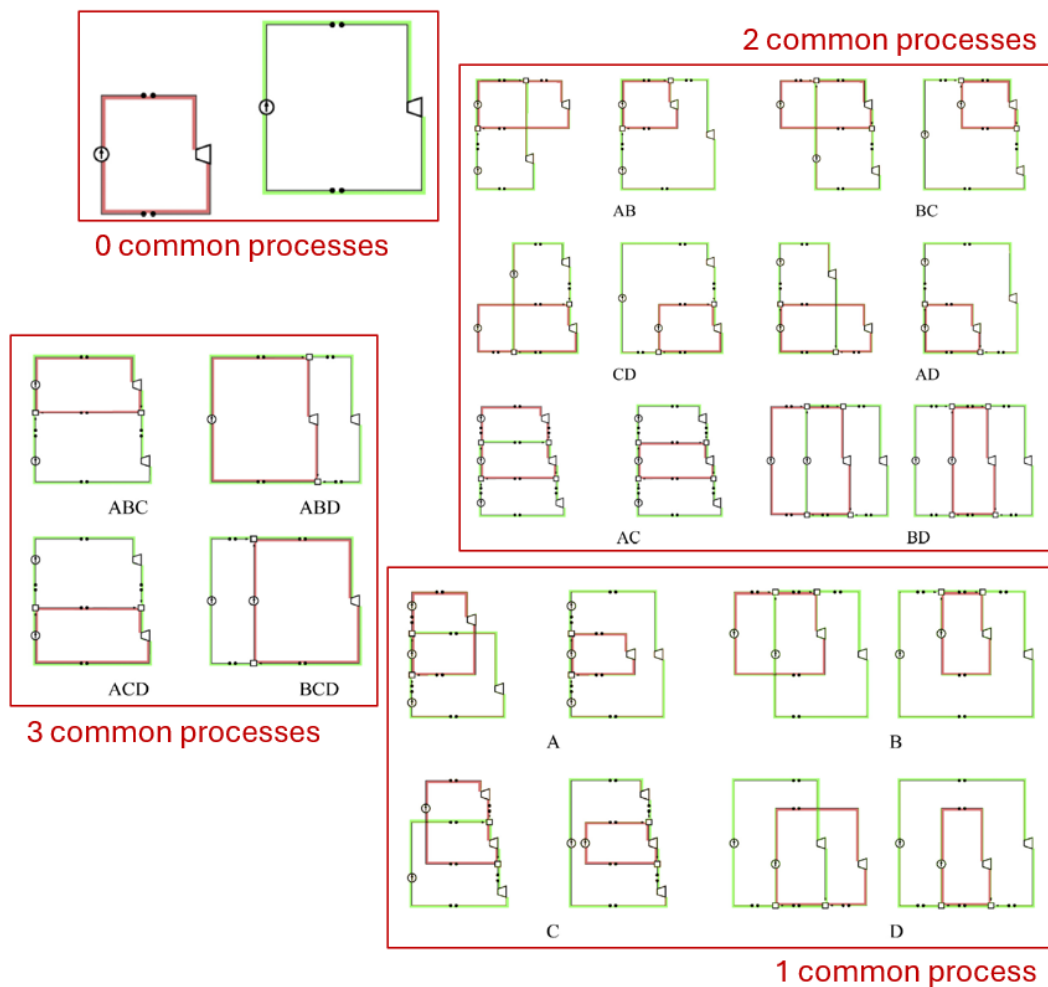 2 common processes
0 common processes
AB
BC
CD
AD
AC
BD
ABC
ABD
ACD
BCD
3 common processes
A
B
C
D
1 common process